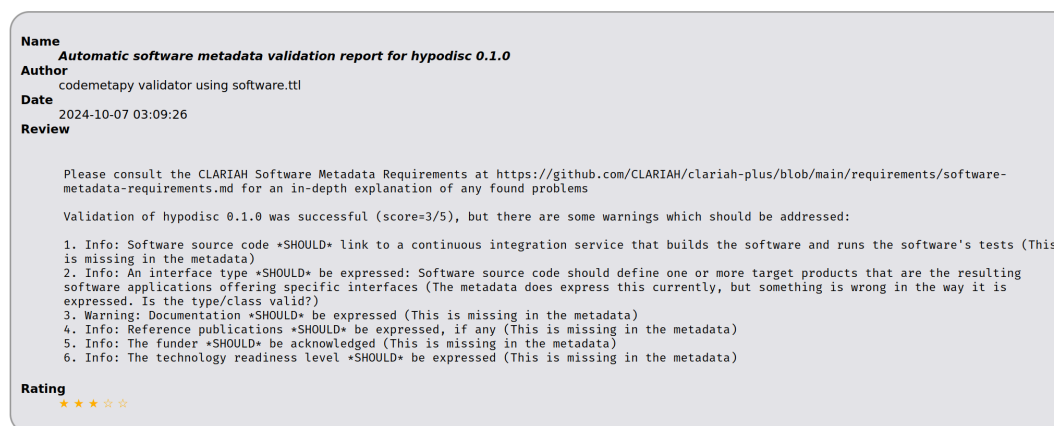 Name
Automatic software metadata validation report for hypodisc 0.1.0
Author
codemetapy validator using software.ttl
Date
2024-10-07 03:09:26
Review
Please consult the CLARIAH Software Metadata Requirements at https://github.com/CLARIAH/clariah-plus/blob/main/requirements/software-
metadata-requirements.md for an in-depth explanation of any found problems
Validation of hypodisc 0.1.0 was successful (score=3/5), but there are some warnings which should be addressed:
1. Info: Software source code *SHOULD* link to a continuous integration service that builds the software and runs the software's tests (This
is missing in the metadata)
2. Info: An interface type *SHOULD* be expressed: Software source code should define one or more target products that are the resulting
software applications offering specific interfaces (The metadata does express this currently, but something is wrong in the way it is
expressed. Is the type/class valid?)
3. Warning: Documentation *SHOULD* be expressed (This is missing in the metadata)
4. Info: Reference publications *SHOULD* be expressed, if any (This is missing in the metadata)
5. Info: The funder *SHOULD* be acknowledged (This is missing in the metadata)
6. Info: The technology readiness level *SHOULD* be expressed (This is missing in the metadata)
Rating
★ ★ ★ ☆ ☆